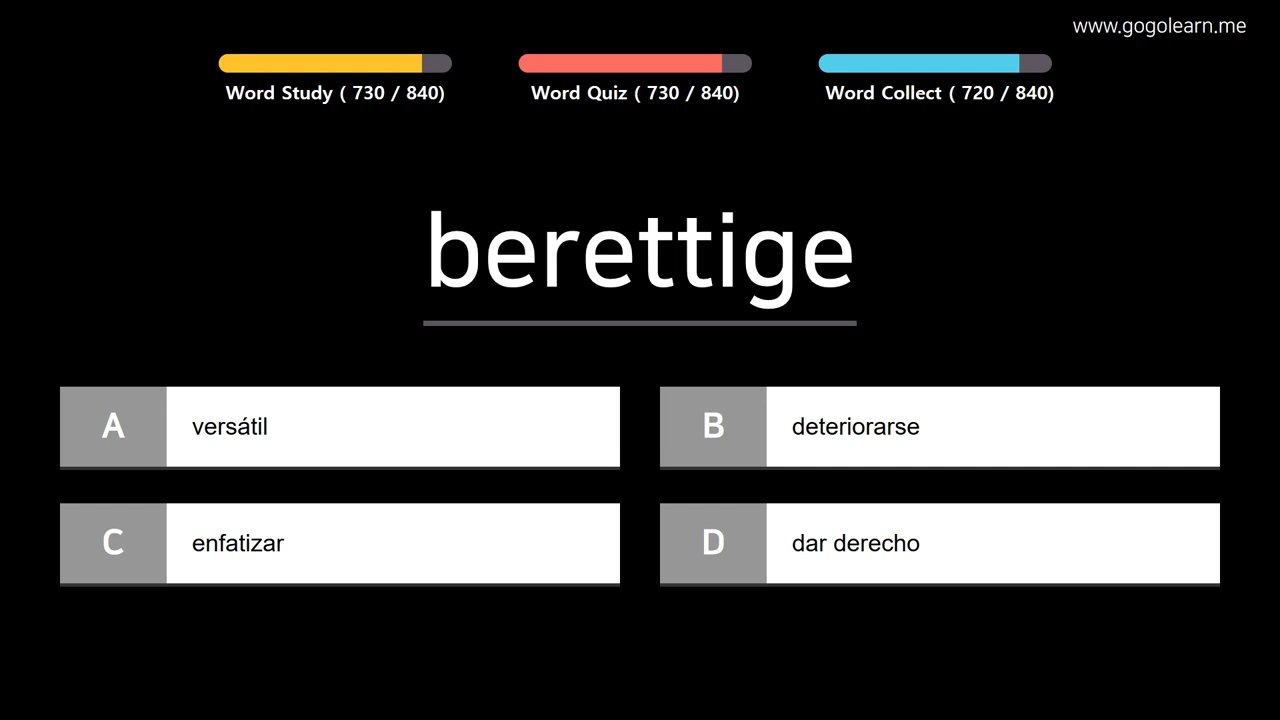 www.gogolearn.me
Word Study ( 730 / 840)
Word Quiz ( 730 / 840)
Word Collect ( 720 / 840)
berettige
A versátil
B deteriorarse
C enfatizar
D dar derecho